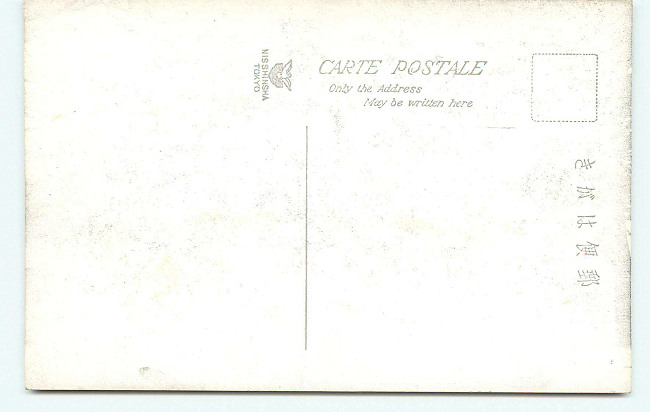 NISSHINSHA
TOKYO
CARTE POSTALE
Only the Address
May be written here
郵便はがき